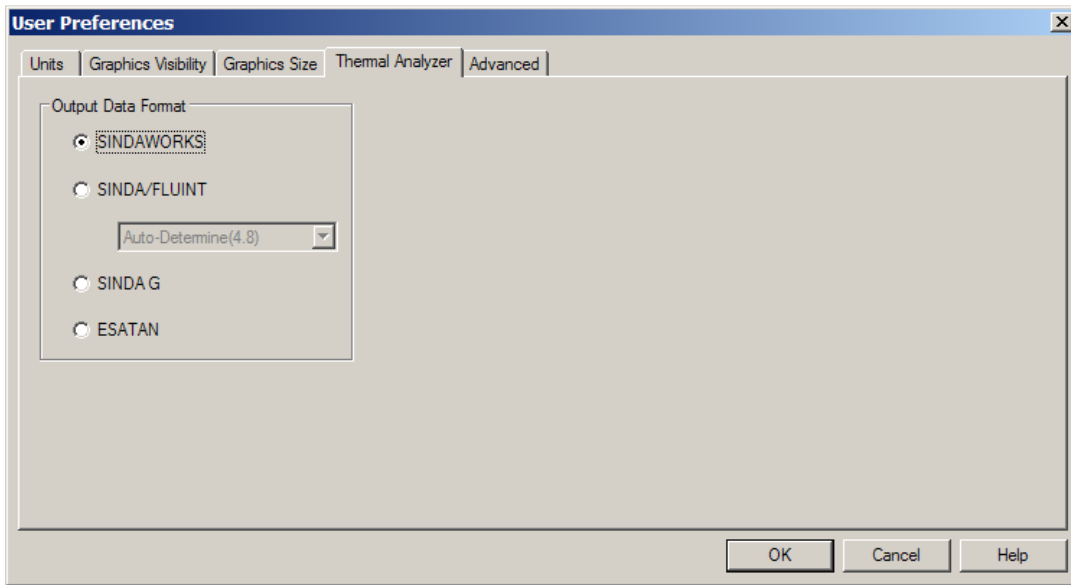 User Preferences
Units Graphics Visibility Graphics Size Thermal Analyzer Advanced
Output Data Format
SINDAWORKS
SINDA/FLUINT
Auto-Determine(4.8)
SINDA G
ESATAN
OK Cancel Help